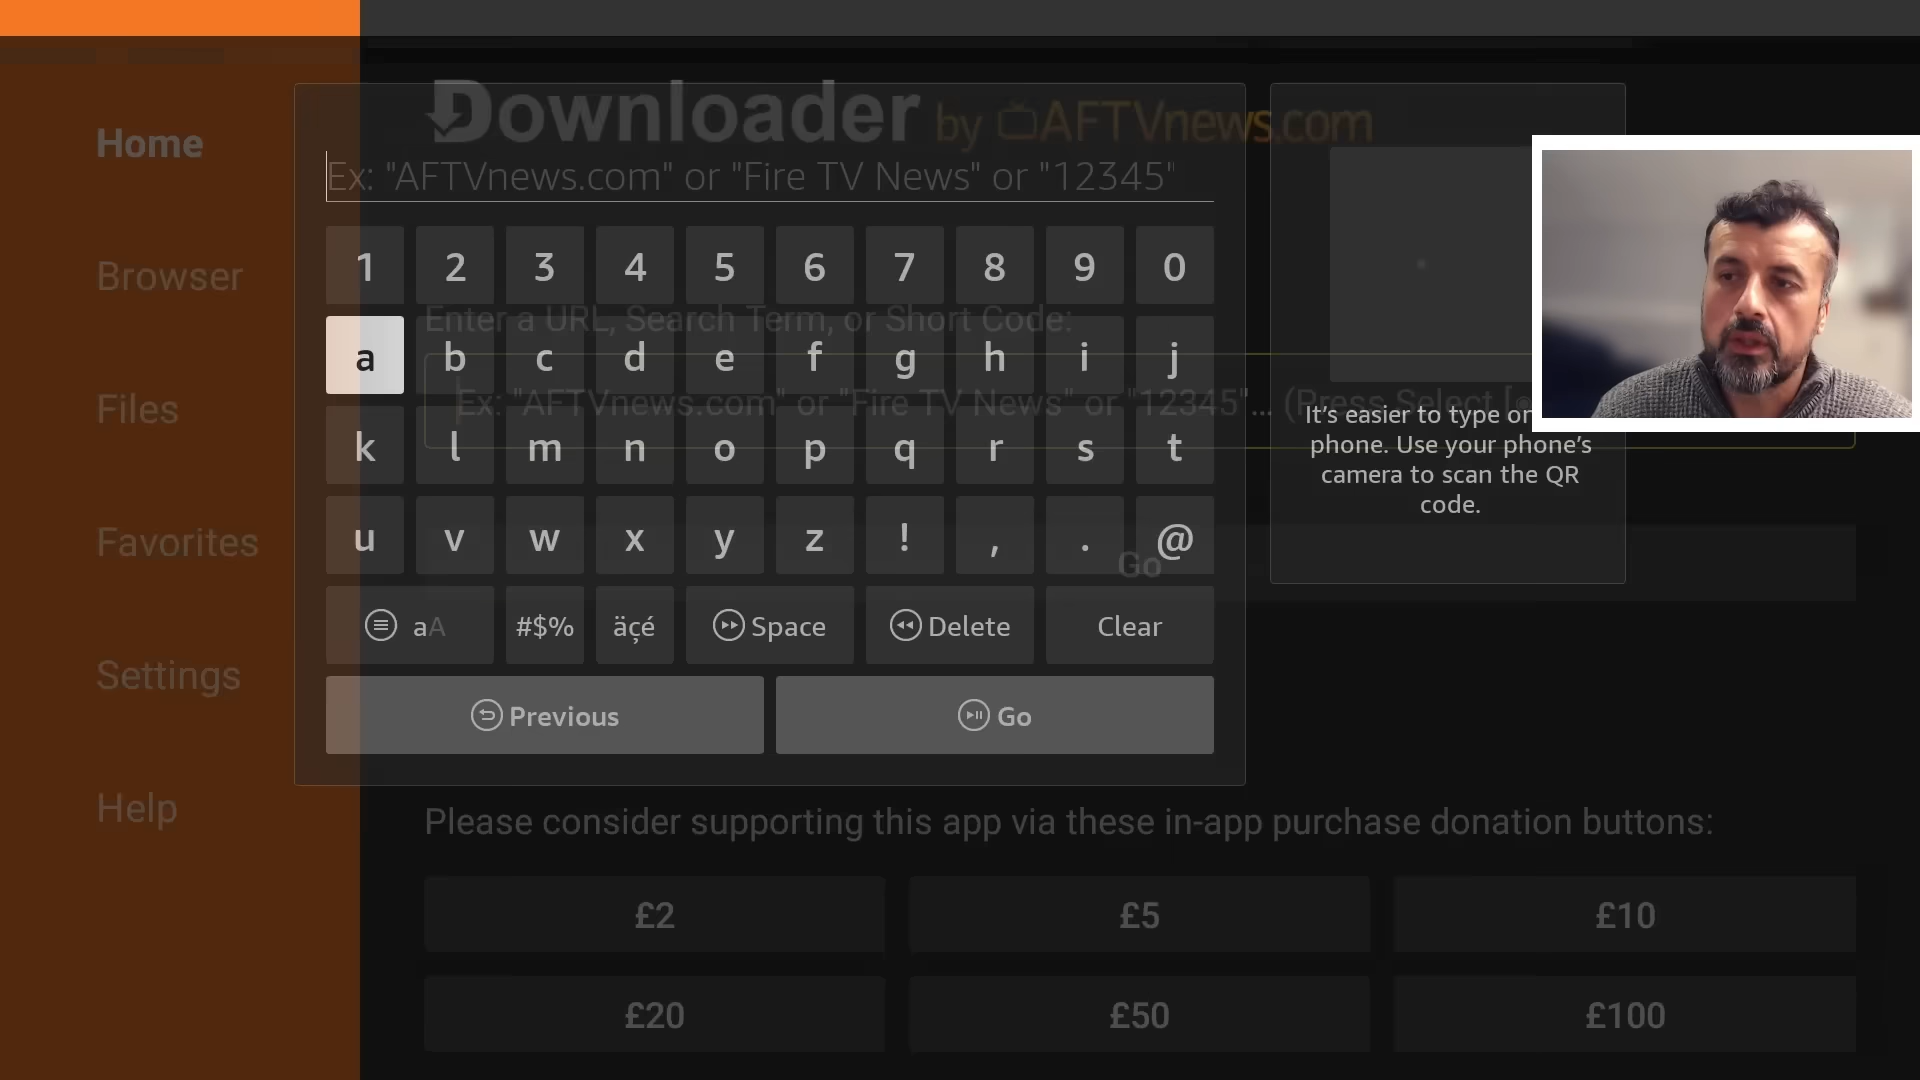 Downloader by AFTVnews.com
Home
Browser
Files
Favorites
Settings
Help
Ex: "AFTVnews.com" or "Fire TV News" or "12345"
1 2 3 4 5 6 7 8 9 0
Enter a URL, Search Term, or Short Code:
a b c d e f g h i j
Ex: "AFTVnews.com" or "Fire TV News" or "12345"... (Press Select [
k l m n o p q r s t
u v w x y z ! , . @
Go
aA #$% äçé Space Delete Clear
Previous Go
It's easier to type on
phone. Use your phone's
camera to scan the QR
code.
Please consider supporting this app via these in-app purchase donation buttons:
£2 £5 £10
£20 £50 £100